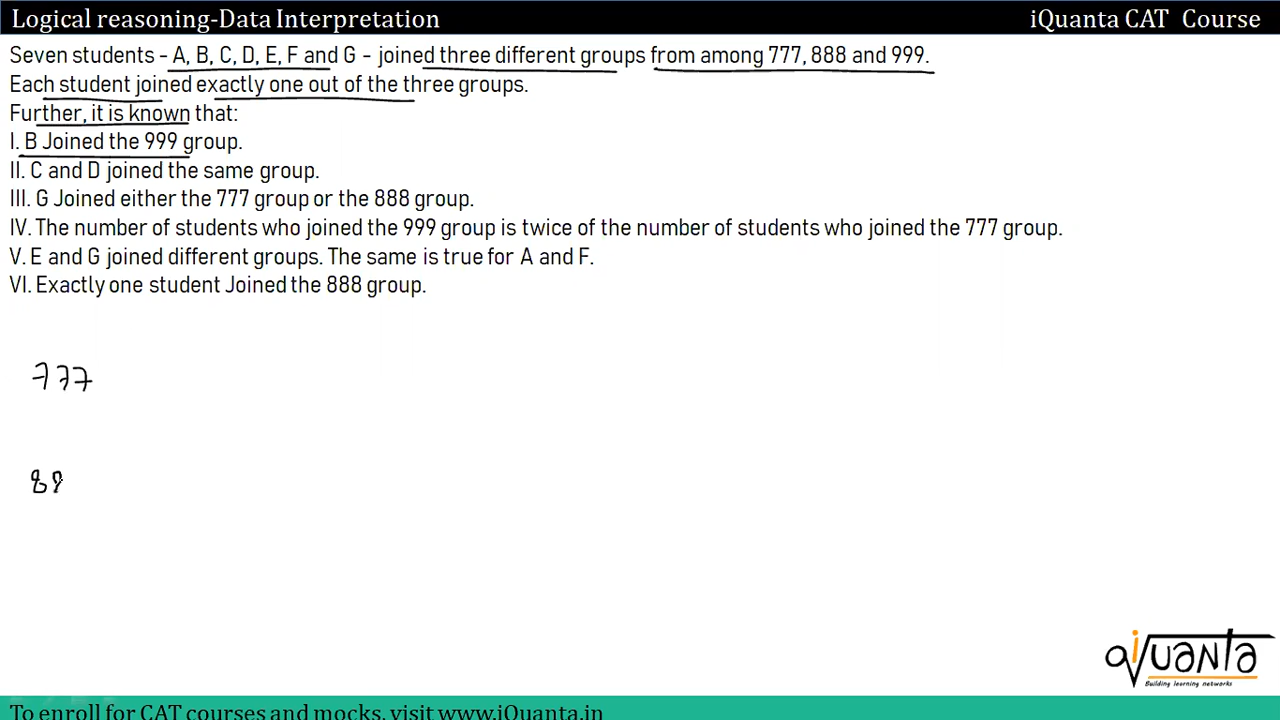 Logical reasoning-Data Interpretation
iQuanta CAT Course
Seven students - A, B, C, D, E, F and G - joined three different groups from among 777, 888 and 999.
Each student joined exactly one out of the three groups.
Further, it is known that:
I. B Joined the 999 group.
II. C and D joined the same group.
III. G Joined either the 777 group or the 888 group.
IV. The number of students who joined the 999 group is twice of the number of students who joined the 777 group.
V. E and G joined different groups. The same is true for A and F.
VI. Exactly one student Joined the 888 group.
777
88
iQuanta
Building learning networks
To enroll for CAT courses and mocks, visit www.iQuanta.in